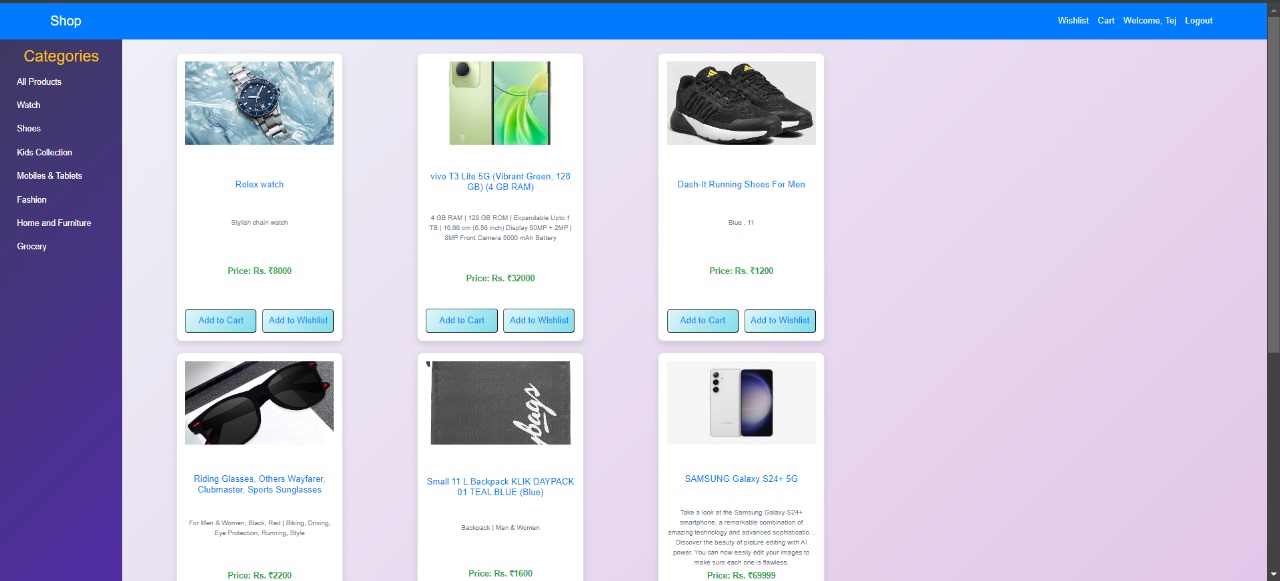 Shop
Wishlist Cart Welcome, Tej Logout
Categories
All Products
Watch
Shoes
Kids Collection
Mobiles & Tablets
Fashion
Home and Furniture
Grocery
Rolex watch
Stylish chain watch
Price: Rs. ₹8000
Add to Cart Add to Wishlist
vivo T3 Lite 5G (Vibrant Green, 128
GB) (4 GB RAM)
4 GB RAM | 128 GB ROM | Expandable Upto 1
TB | 16.66 cm (6.56 inch) Display 50MP + 2MP |
8MP Front Camera 5000 mAh Battery
Price: Rs. ₹32000
Add to Cart Add to Wishlist
Dash-It Running Shoes For Men
Blue , 11
Price: Rs. ₹1200
Add to Cart Add to Wishlist
Riding Glasses, Others Wayfarer,
Clubmaster, Sports Sunglasses
For Men & Women, Black, Red | Biking, Driving,
Eye Protection, Running, Style
Price: Rs. ₹2200
ybags
Small 11 L Backpack KLIK DAYPACK
01 TEAL BLUE (Blue)
Backpack | Men & Women
Price: Rs. ₹1600
SAMSUNG Galaxy S24+ 5G
Take a look at the Samsung Galaxy S24+
smartphone, a remarkable combination of
amazing technology and advanced sophisticatio...
Discover the beauty of picture editing with AI
power. You can now easily edit your images to
make sure each one is flawless.
Price: Rs. ₹69999